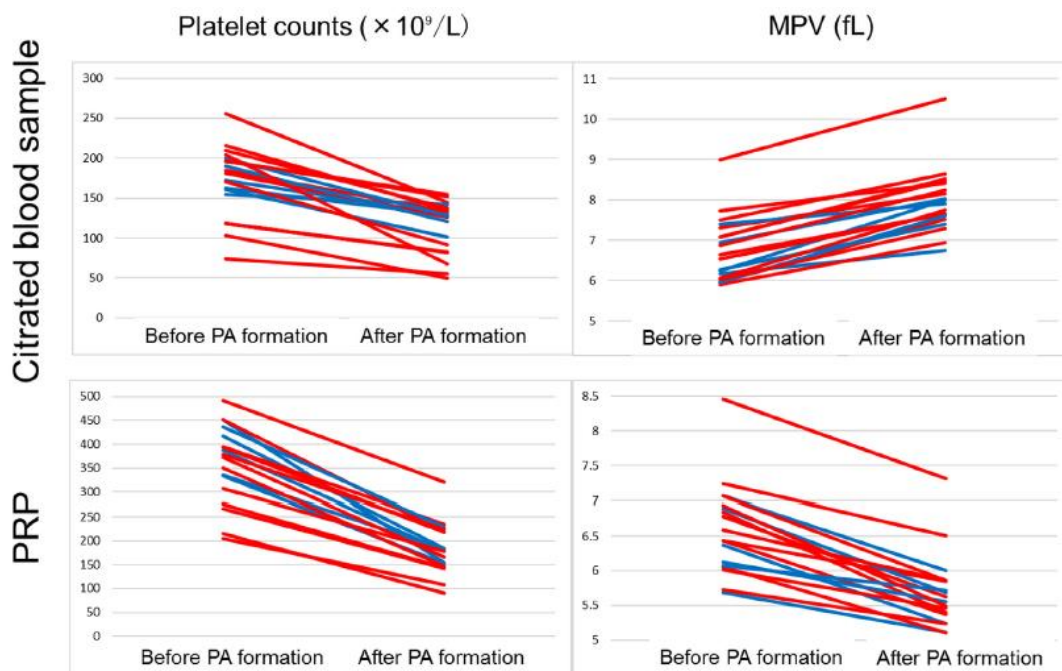 Platelet counts ( × 10⁹/L)
MPV (fL)
Citrated blood sample
300
250
200
150
100
50
0
Before PA formation
After PA formation
11
10
9
8
7
6
5
Before PA formation
After PA formation
PRP
500
450
400
350
300
250
200
150
100
50
0
Before PA formation
After PA formation
8.5
8
7.5
7
6.5
6
5.5
5
Before PA formation
After PA formation